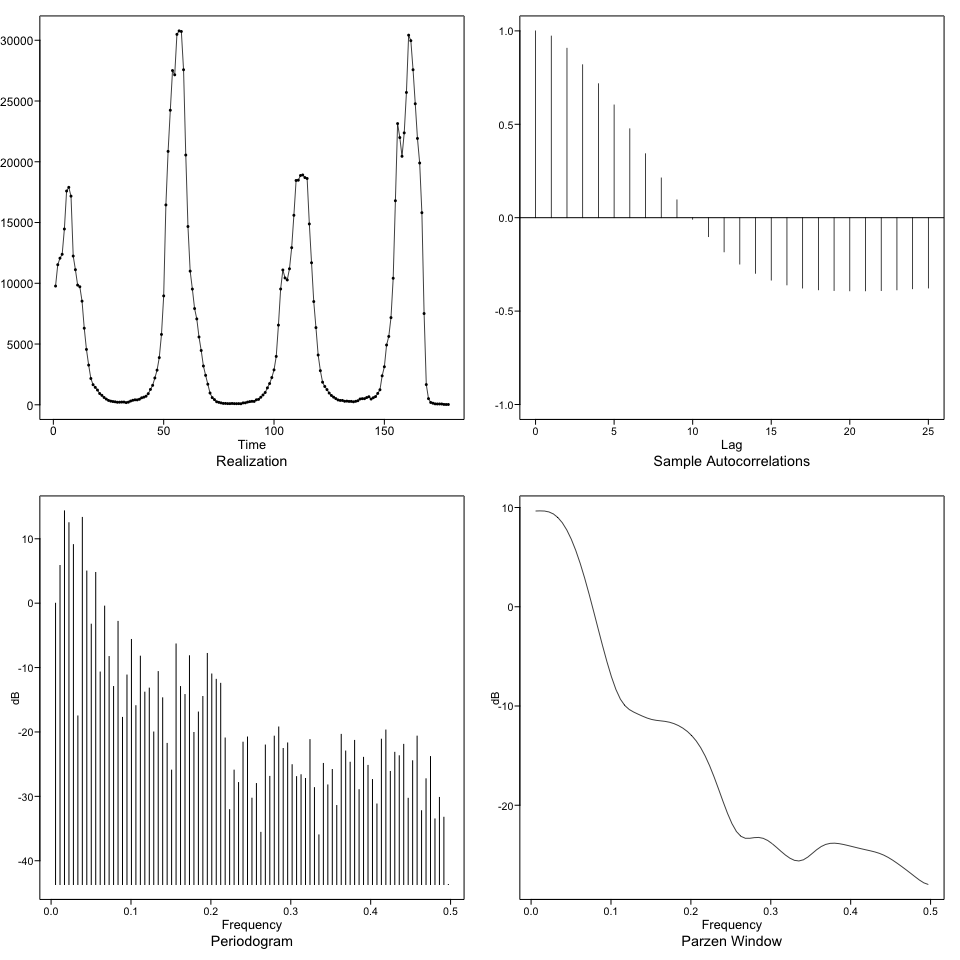 30000
25000
20000
15000
10000
5000
0
0 50 100 150
Time
Realization
1.0
0.5
0.0
-0.5
-1.0
0 5 10 15 20 25
Lag
Sample Autocorrelations
10
0
-10
-20
-30
-40
dB
0.0 0.1 0.2 0.3 0.4 0.5
Frequency
Periodogram
10
0
-10
-20
dB
0.0 0.1 0.2 0.3 0.4 0.5
Frequency
Parzen Window